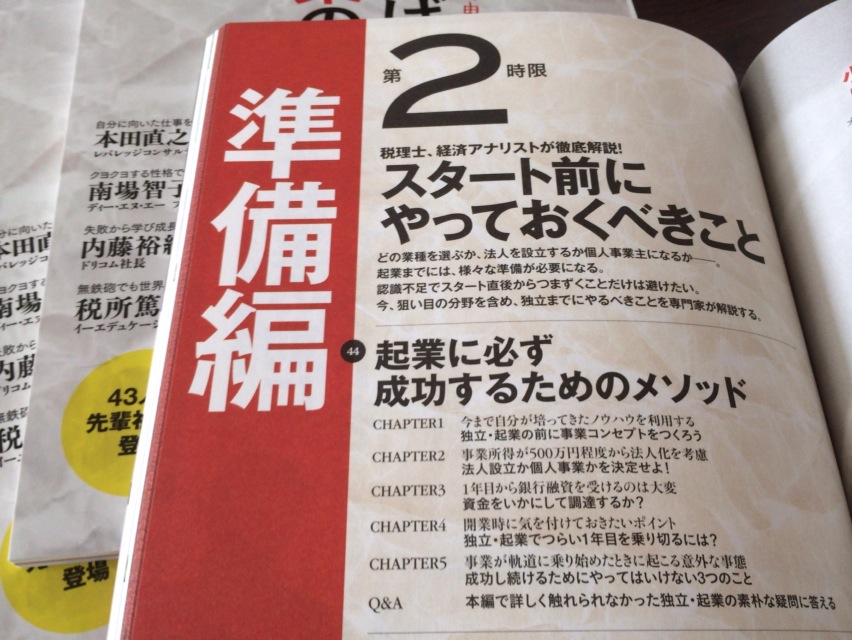 第2時限
準備編
税理士、経済アナリストが徹底解説!
スタート前に
やっておくべきこと
どの業種を選ぶか、法人を設立するか個人事業主になるか──。
起業までには、様々な準備が必要になる。
認識不足でスタート直後からつまずくことだけは避けたい。
今、狙い目の分野を含め、独立までにやるべきことを専門家が解説する。
44
起業に必ず
成功するためのメソッド
CHAPTER1 今まで自分が培ってきたノウハウを利用する
独立・起業の前に事業コンセプトをつくろう
CHAPTER2 事業所得が500万円程度から法人化を考慮
法人設立か個人事業かを決定せよ!
CHAPTER3 1年目から銀行融資を受けるのは大変
資金をいかにして調達するか?
CHAPTER4 開業時に気を付けておきたいポイント
独立・起業でつらい1年目を乗り切るには?
CHAPTER5 事業が軌道に乗り始めたときに起こる意外な事態
成功し続けるためにやってはいけない3つのこと
Q&A 本編で詳しく触れられなかった独立・起業の素朴な疑問に答える
自分に向いた仕事を
本田直之
レバレッジコンサル
クヨクヨする性格で
南場智子
ディー・エヌ・エー
失敗から学び成長
内藤裕
ドリコム社長
無鉄砲でも世界
税所篤
イーエデュケーシ
43人
先輩
登
登場